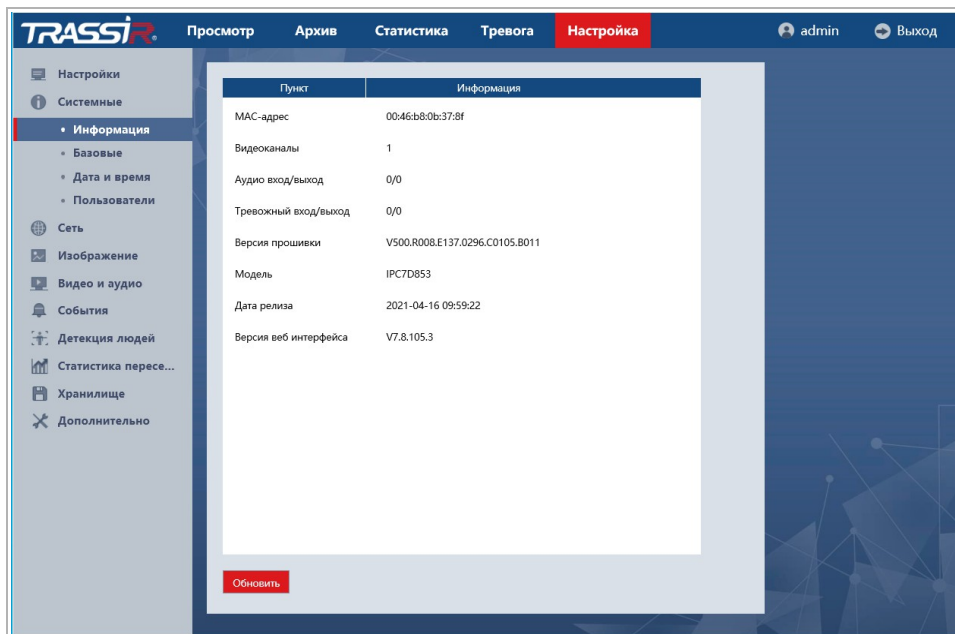 TRASSIR Просмотр Архив Статистика Тревога Настройка admin Выход
Настройки
Системные
Информация
Базовые
Дата и время
Пользователи
Сеть
Изображение
Видео и аудио
События
Детекция людей
Статистика пересе...
Хранилище
Дополнительно
Пункт Информация
MAC-адрес 00:46:b8:0b:37:8f
Видеоканалы 1
Аудио вход/выход 0/0
Тревожный вход/выход 0/0
Версия прошивки V500.R008.E137.0296.C0105.B011
Модель IPC7D853
Дата релиза 2021-04-16 09:59:22
Версия веб интерфейса V7.8.105.3
Обновить